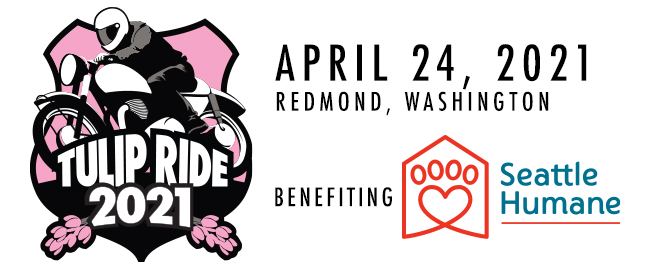 TULIP RIDE
2021
APRIL 24, 2021
REDMOND, WASHINGTON
BENEFITING
Seattle
Humane